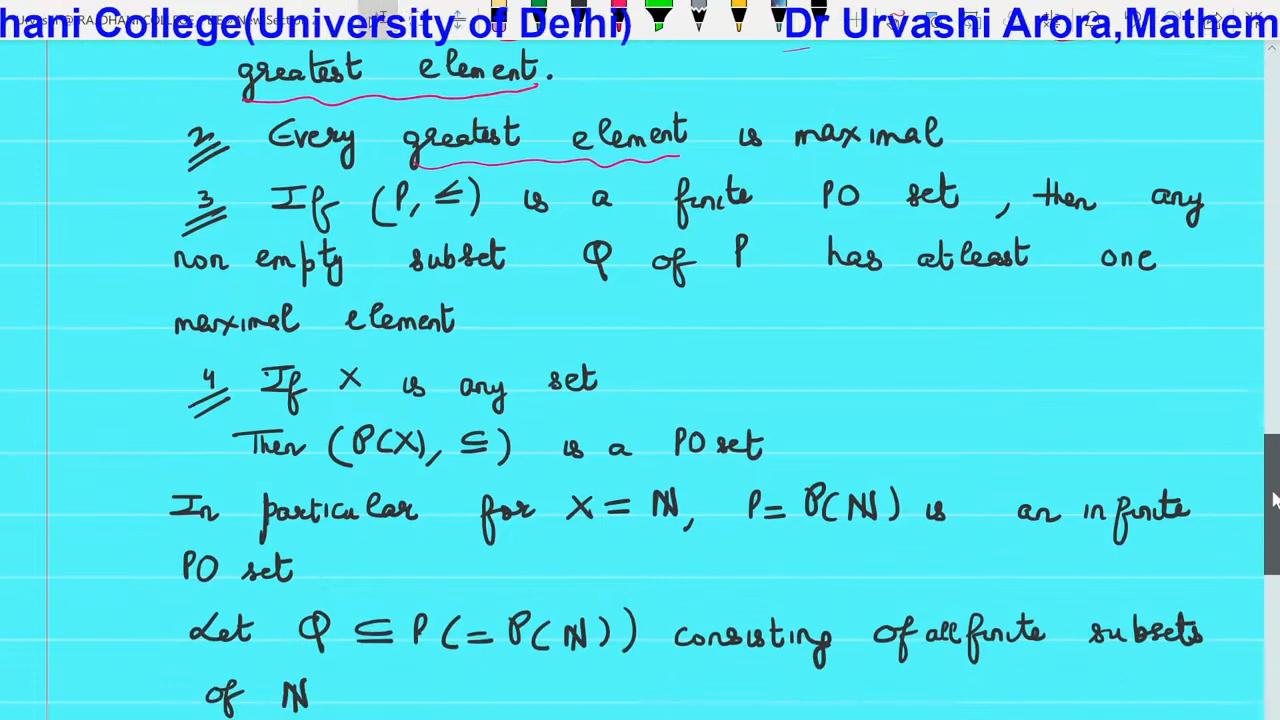 hani College(University of Delhi) Dr Urvashi Arora,Mathem
greatest element.
2 Every greatest element is maximal
3 If (P, ≤) is a finite PO set, then any
non empty subset Q of P has atleast one
maximal element
4 If X is any set
Then (P(X), ⊆) is a PO set
In particular for X = ℕ, P = P(ℕ) is an infinite
PO set
Let Q ⊆ P (= P(ℕ)) consisting of all finite subsets
of ℕ